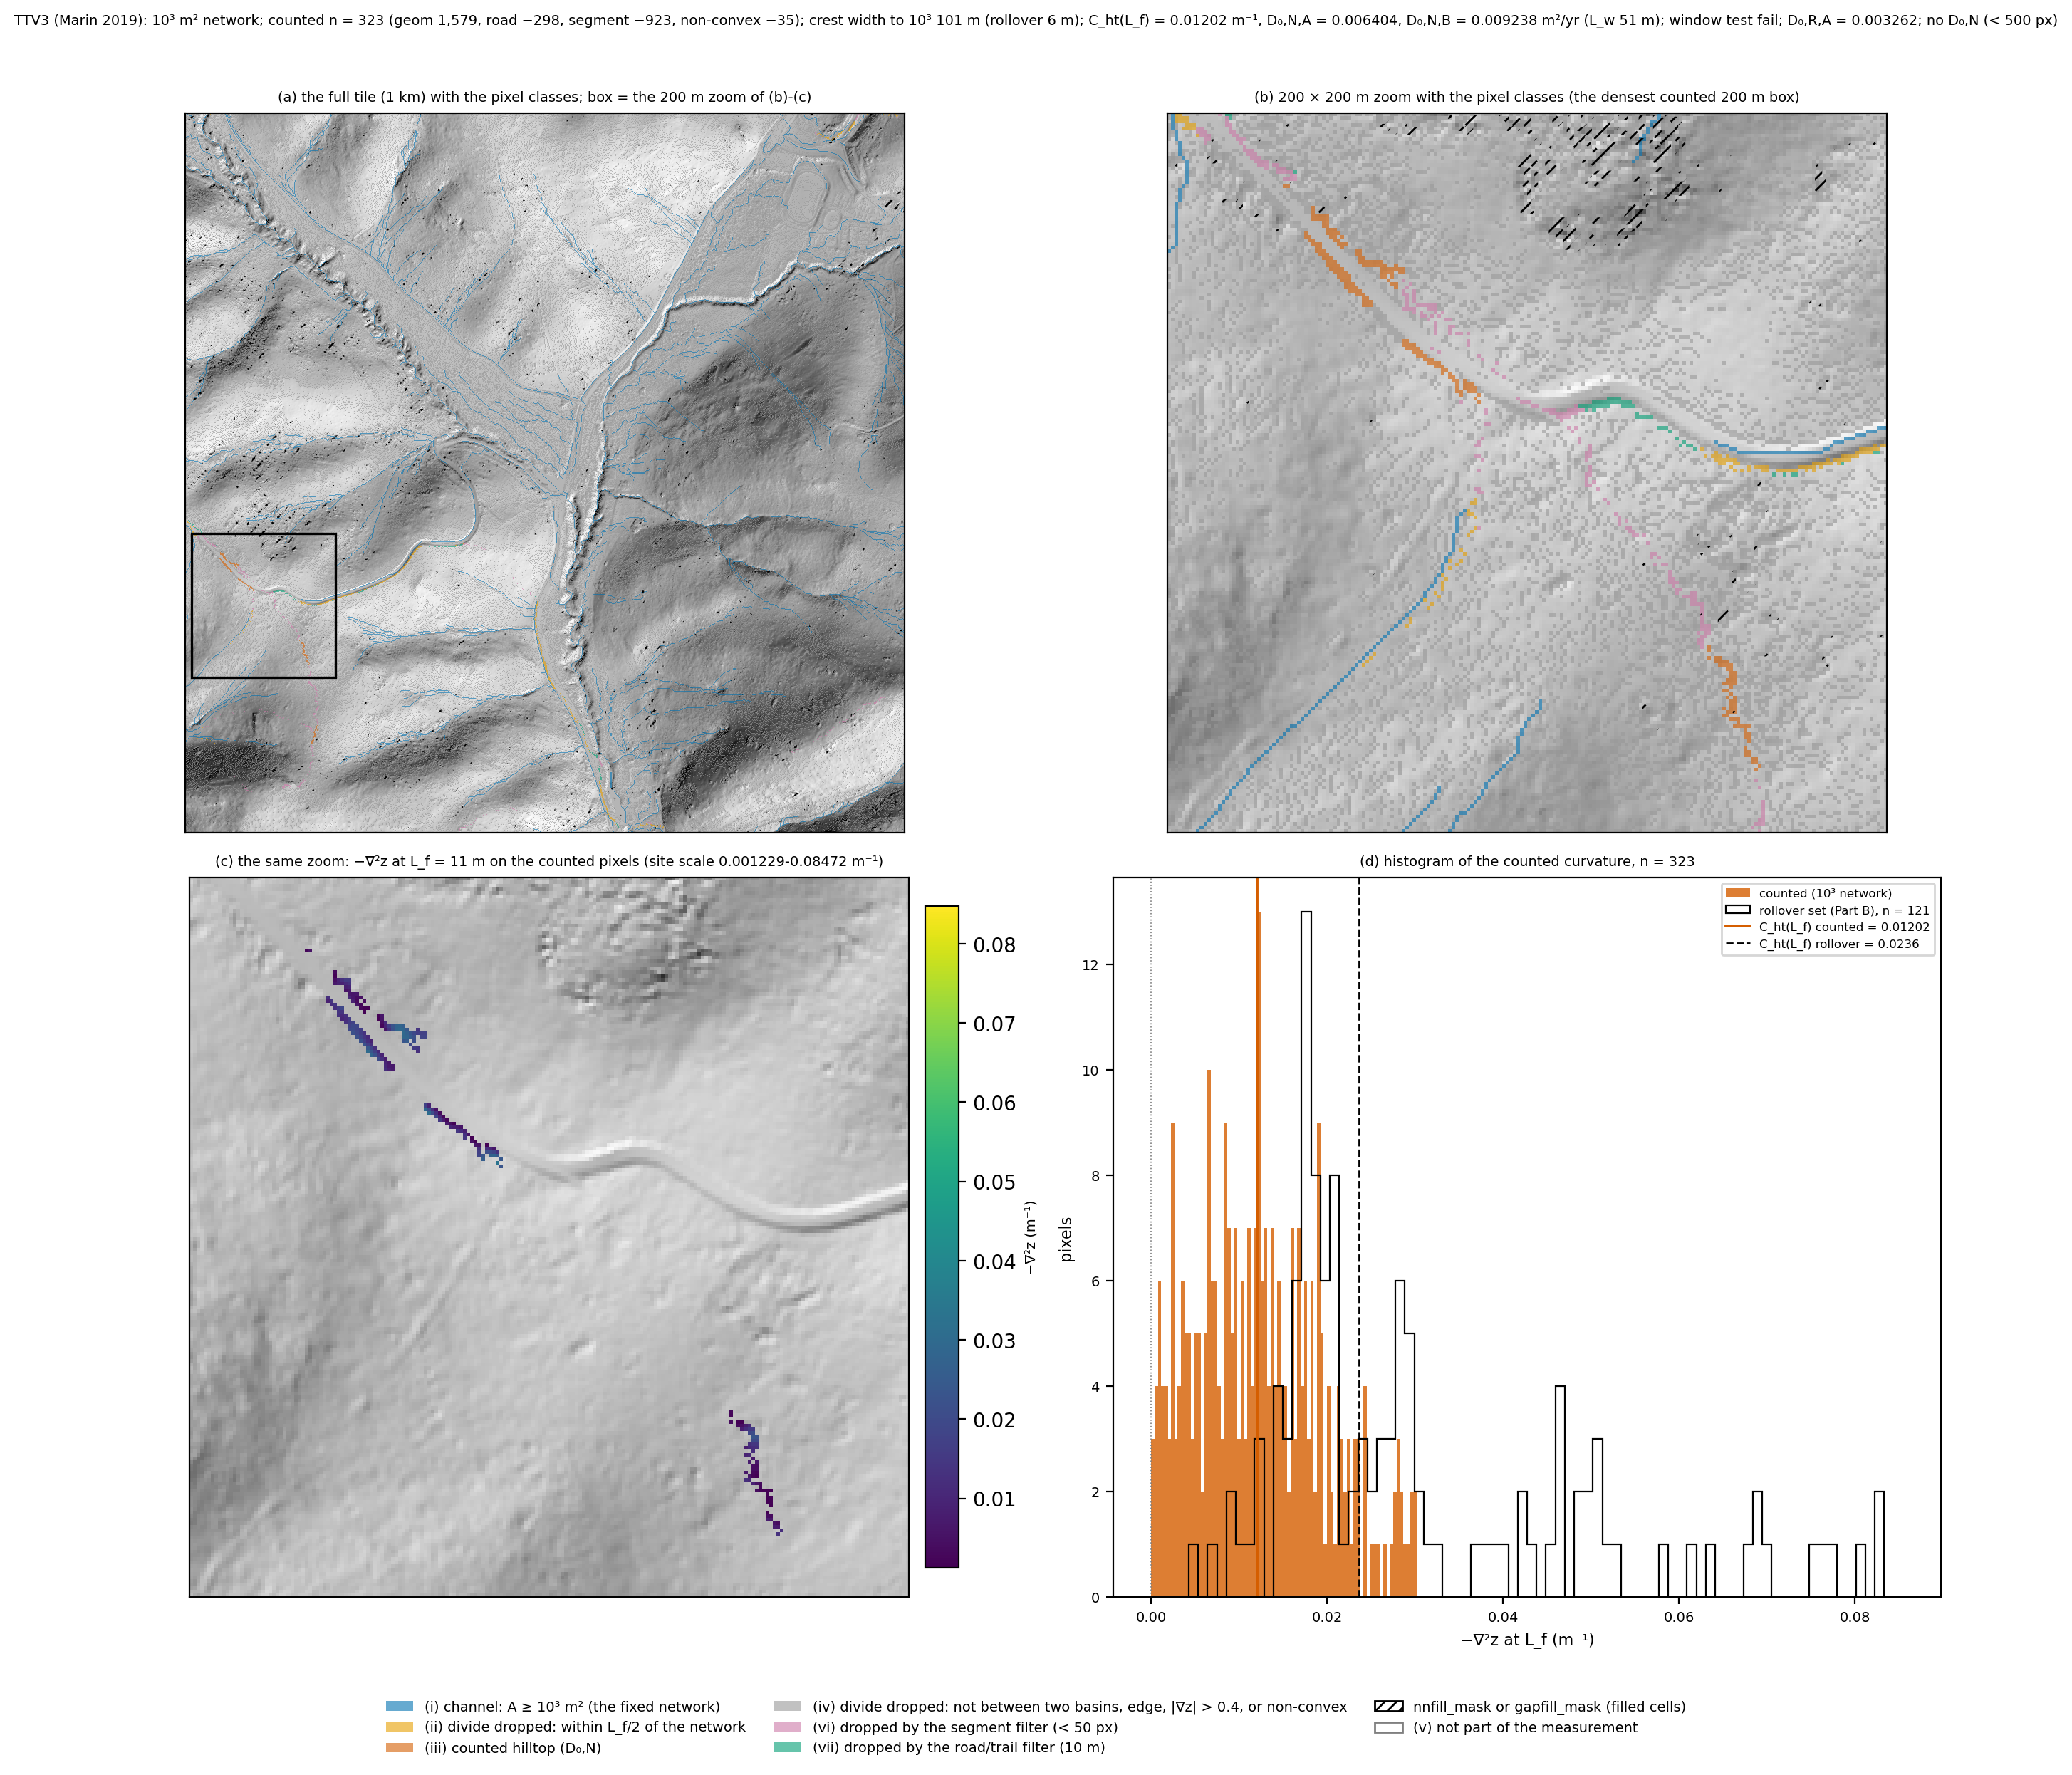 TTV3 (Marin 2019): 10³ m² network; counted n = 323 (geom 1,579, road −298, segment −923, non-convex −35); crest width to 10³ 101 m (rollover 6 m); C_ht(L_f) = 0.01202 m⁻¹, D₀,N,A = 0.006404, D₀,N,B = 0.009238 m²/yr (L_w 51 m); window test fail; D₀,R,A = 0.003262; no D₀,N (< 500 px)
(a) the full tile (1 km) with the pixel classes; box = the 200 m zoom of (b)-(c)
(b) 200 × 200 m zoom with the pixel classes (the densest counted 200 m box)
(c) the same zoom: −∇²z at L_f = 11 m on the counted pixels (site scale 0.001229-0.08472 m⁻¹)
0.08
0.07
0.06
0.05
0.04
0.03
0.02
0.01
−∇²z (m⁻¹)
(d) histogram of the counted curvature, n = 323
counted (10³ network)
rollover set (Part B), n = 121
C_ht(L_f) counted = 0.01202
C_ht(L_f) rollover = 0.0236
12
10
8
6
4
2
0
pixels
0.00
0.02
0.04
0.06
0.08
−∇²z at L_f (m⁻¹)
(i) channel: A ≥ 10³ m² (the fixed network)
(ii) divide dropped: within L_f/2 of the network
(iii) counted hilltop (D₀,N)
(iv) divide dropped: not between two basins, edge, |∇z| > 0.4, or non-convex
(vi) dropped by the segment filter (< 50 px)
(vii) dropped by the road/trail filter (10 m)
nnfill_mask or gapfill_mask (filled cells)
(v) not part of the measurement